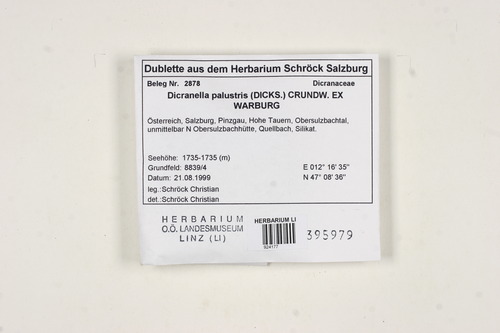 Dublette aus dem Herbarium Schröck Salzburg
Beleg Nr. 2878 Dicranaceae
Dicranella palustris (DICKS.) CRUNDW. EX
WARBURG
Österreich, Salzburg, Pinzgau, Hohe Tauern, Obersulzbachtal,
unmittelbar N Obersulzbachhütte, Quellbach, Silikat.
Seehöhe: 1735-1735 (m)
Grundfeld: 8839/4 E 012° 16' 35"
Datum: 21.08.1999 N 47° 08' 36"
leg.:Schröck Christian
det.:Schröck Christian
HERBARIUM
O.Ö. LANDESMUSEUM
LINZ (LI)
HERBARIUM LI
924177
395979